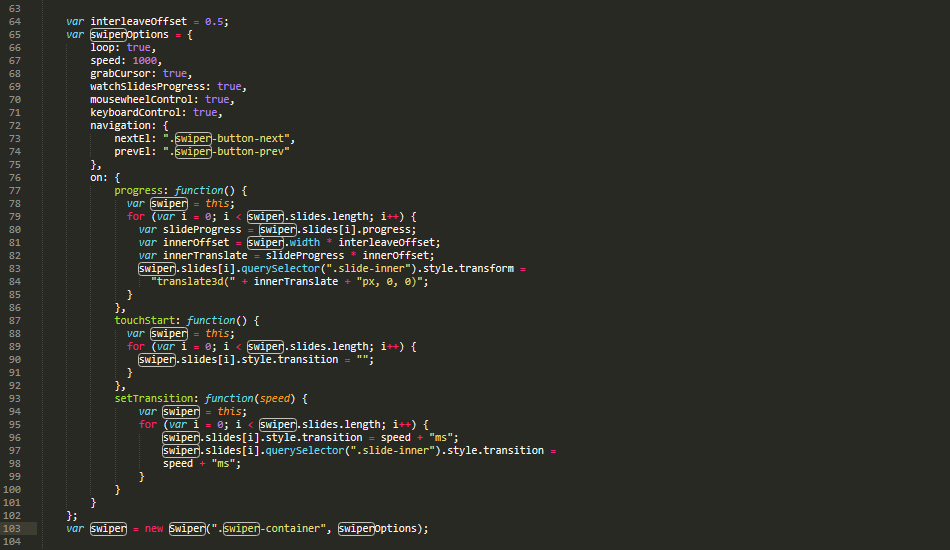 63
64 var interleaveOffset = 0.5;
65 var swiperOptions = {
66 loop: true,
67 speed: 1000,
68 grabCursor: true,
69 watchSlidesProgress: true,
70 mousewheelControl: true,
71 keyboardControl: true,
72 navigation: {
73 nextEl: ".swiper-button-next",
74 prevEl: ".swiper-button-prev"
75 },
76 on: {
77 progress: function() {
78 var swiper = this;
79 for (var i = 0; i < swiper.slides.length; i++) {
80 var slideProgress = swiper.slides[i].progress;
81 var innerOffset = swiper.width * interleaveOffset;
82 var innerTranslate = slideProgress * innerOffset;
83 swiper.slides[i].querySelector(".slide-inner").style.transform =
84 "translate3d(" + innerTranslate + "px, 0, 0)";
85 }
86 },
87 touchStart: function() {
88 var swiper = this;
89 for (var i = 0; i < swiper.slides.length; i++) {
90 swiper.slides[i].style.transition = "";
91 }
92 },
93 setTransition: function(speed) {
94 var swiper = this;
95 for (var i = 0; i < swiper.slides.length; i++) {
96 swiper.slides[i].style.transition = speed + "ms";
97 swiper.slides[i].querySelector(".slide-inner").style.transition =
98 speed + "ms";
99 }
100 }
101 }
102 };
103 var swiper = new Swiper(".swiper-container", swiperOptions);
104